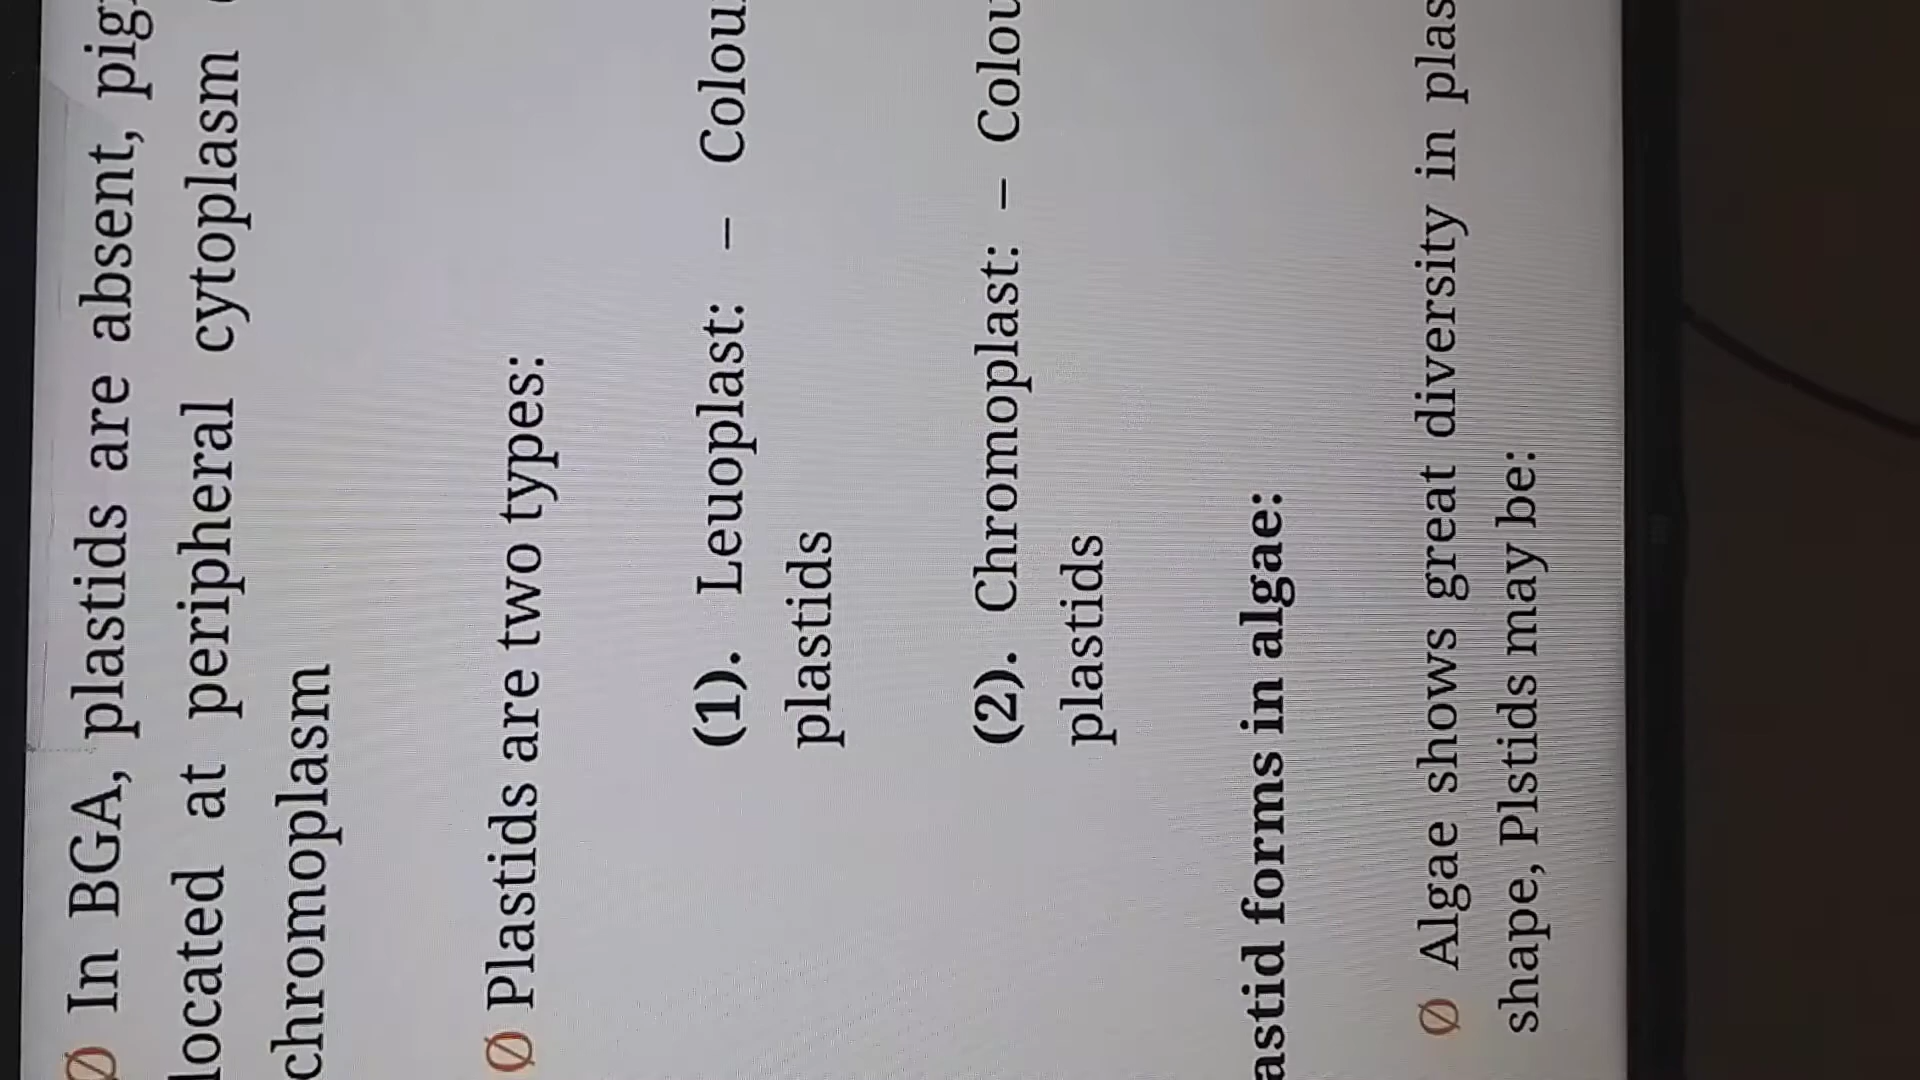 Ø In BGA, plastids are absent,
located at peripheral cytoplasm
chromoplasm
Ø Plastids are two types:
(1). Leuoplast: –
plastids
(2). Chromoplast: –
plastids
astid forms in algae:
Ø Algae shows great diversity in
shape, Plstids may be: